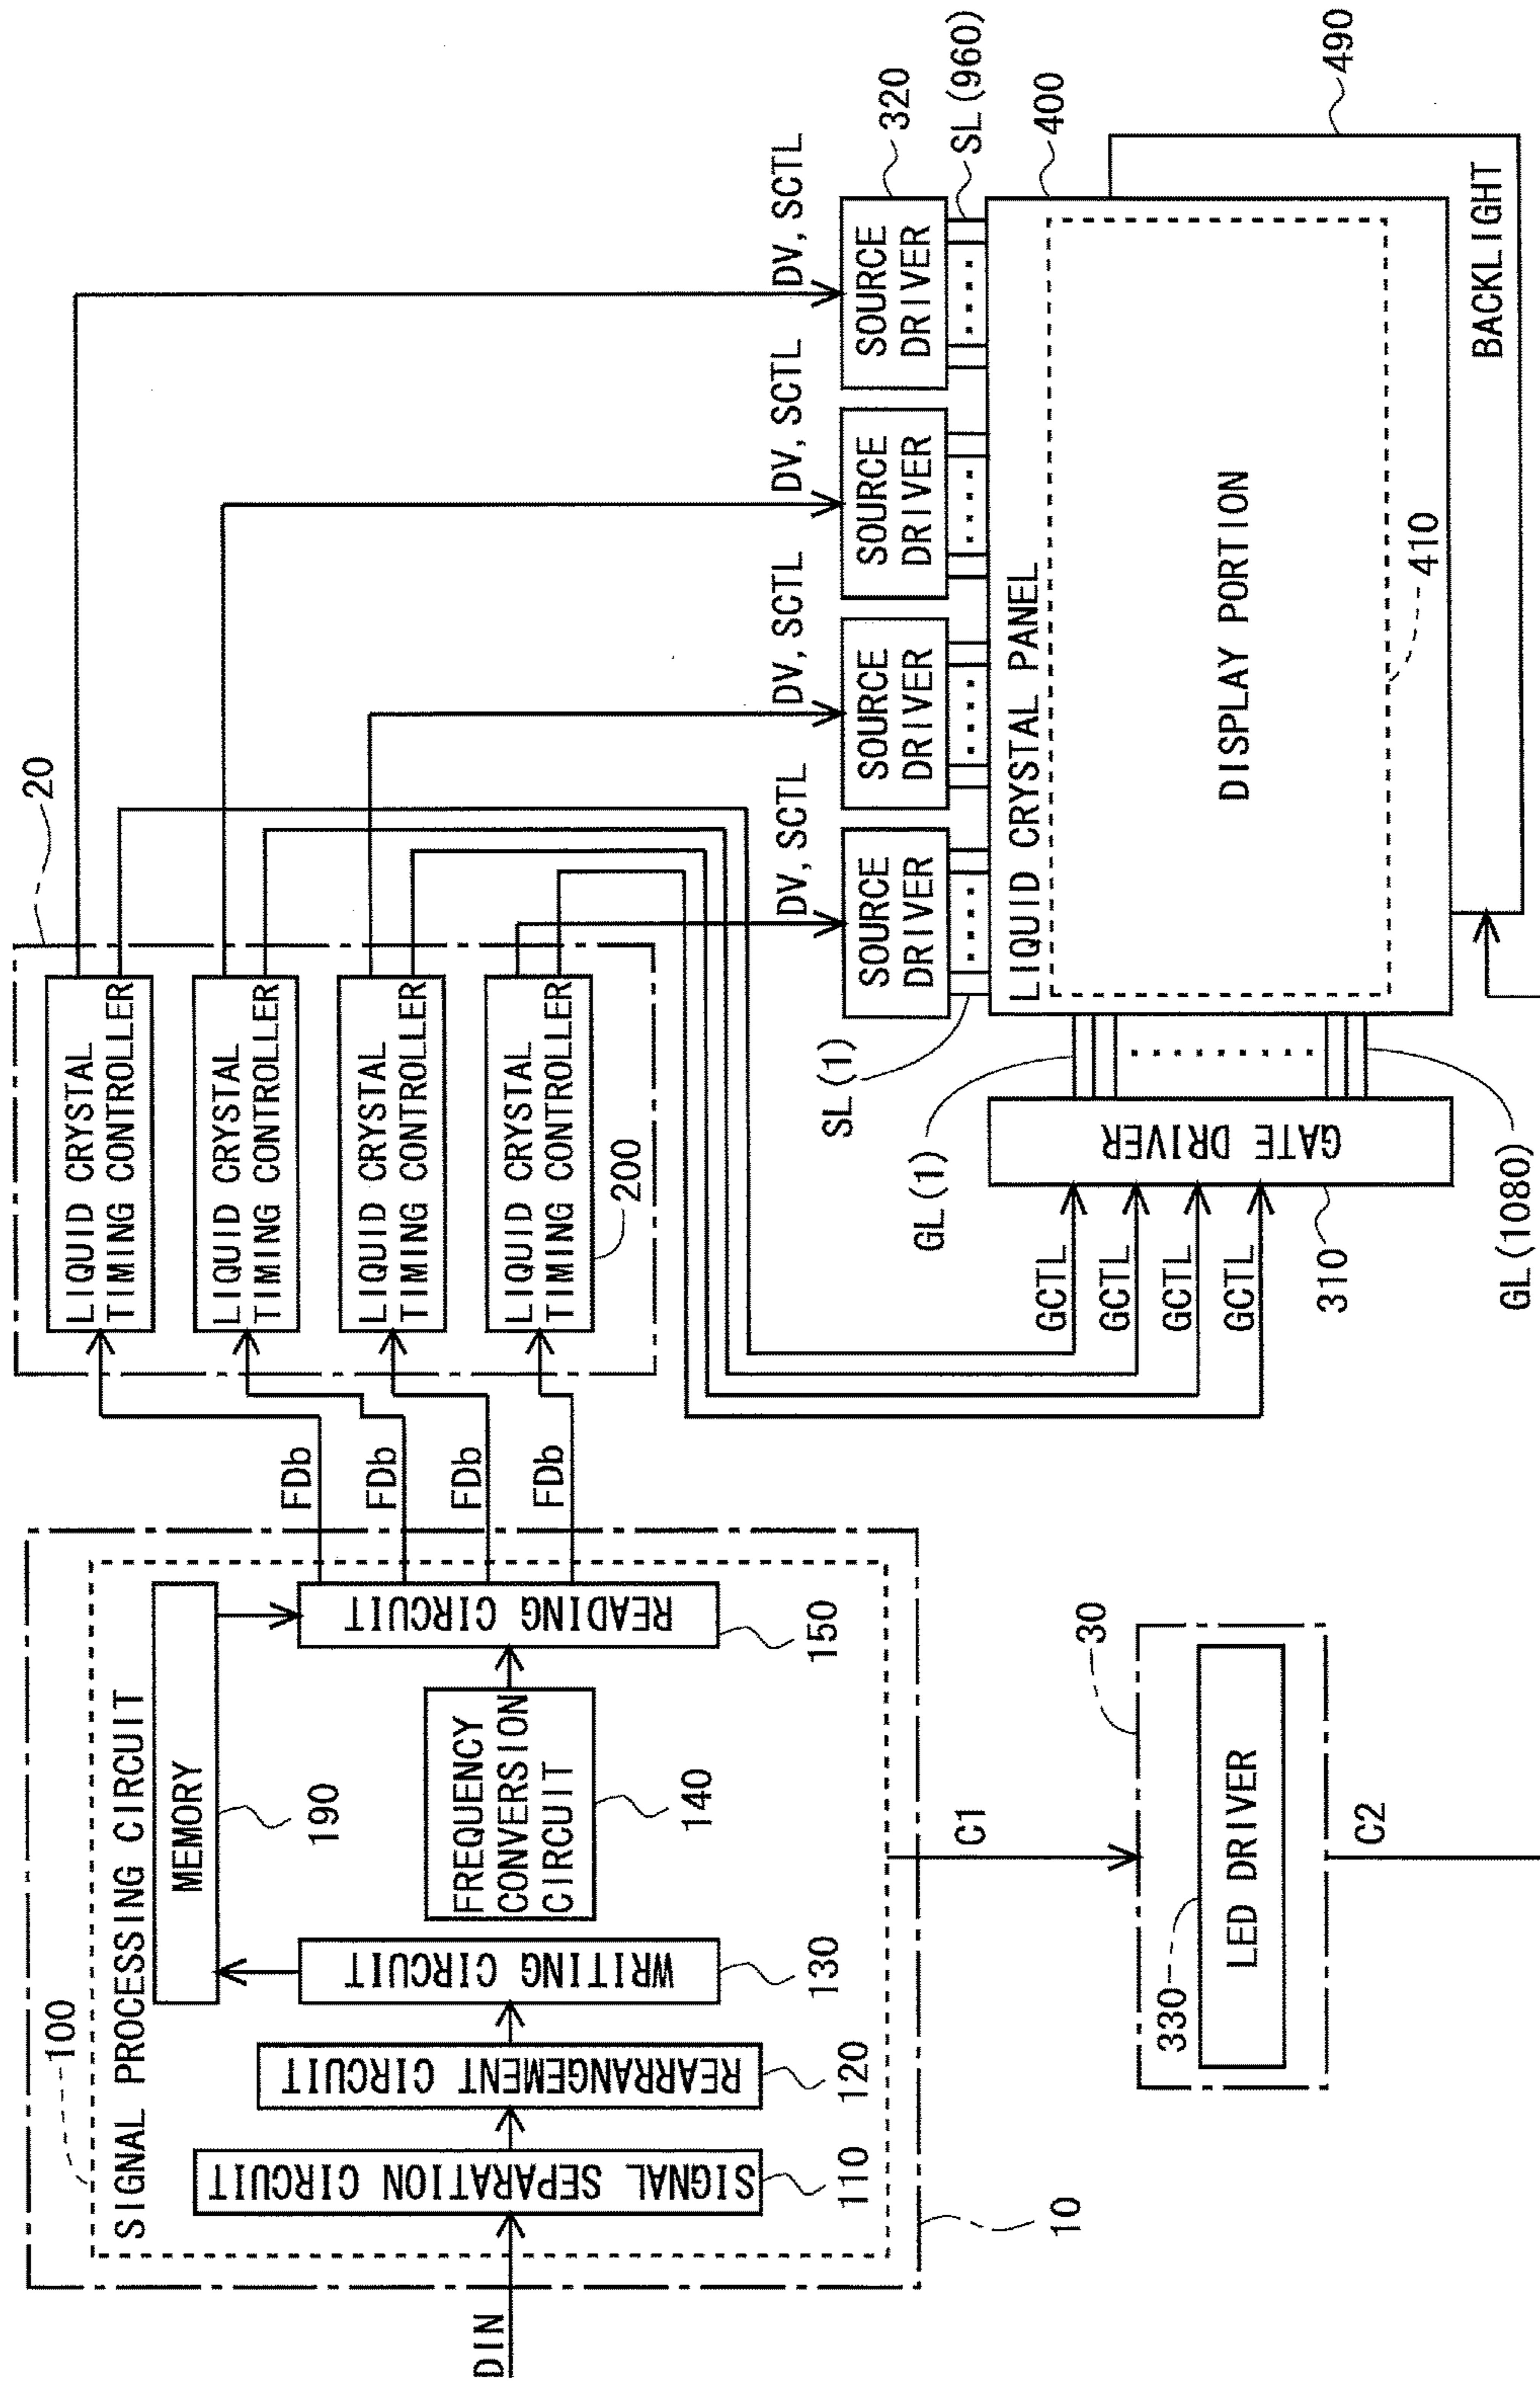 DIN
10
100
SIGNAL PROCESSING CIRCUIT
SIGNAL SEPARATION CIRCUIT
110
REARRANGEMENT CIRCUIT
120
WRITING CIRCUIT
130
MEMORY
190
FREQUENCY
CONVERSION
CIRCUIT
140
READING CIRCUIT
150
FDb
FDb
FDb
FDb
20
LIQUID CRYSTAL
TIMING CONTROLLER
LIQUID CRYSTAL
TIMING CONTROLLER
LIQUID CRYSTAL
TIMING CONTROLLER
LIQUID CRYSTAL
TIMING CONTROLLER
200
C1
30
330
LED DRIVER
C2
GCTL
GCTL
GCTL
GCTL
310
GATE DRIVER
GL(1)
GL(1080)
SL(1)
DV, SCTL
DV, SCTL
DV, SCTL
DV, SCTL
SOURCE
DRIVER
SOURCE
DRIVER
SOURCE
DRIVER
SOURCE
DRIVER
320
SL(960)
400
LIQUID CRYSTAL PANEL
DISPLAY PORTION
410
BACKLIGHT
490